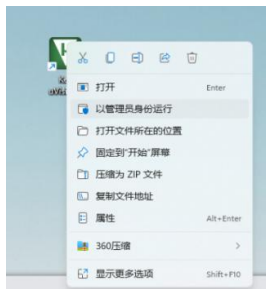 打开 Enter
以管理员身份运行
打开文件所在的位置
固定到"开始"屏幕
压缩为 ZIP 文件
复制文件地址
属性 Alt+Enter
360压缩
显示更多选项 Shift+F10